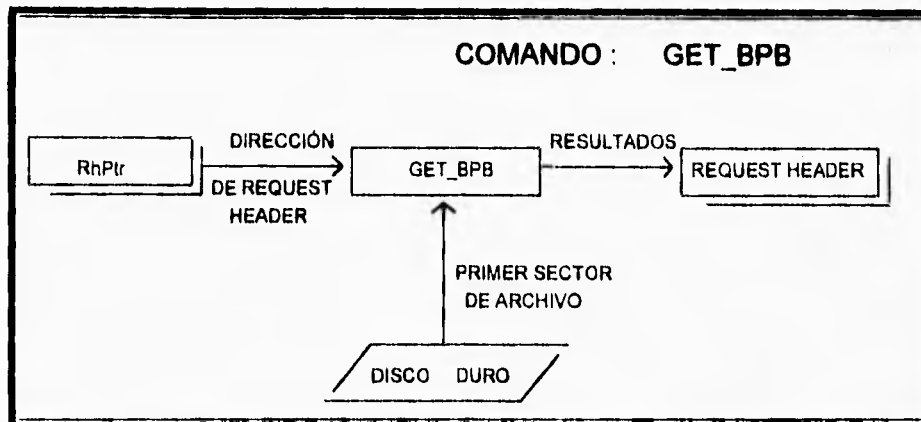 COMANDO : GET_BPB
RhPtr
DIRECCIÓN
DE REQUEST
HEADER
GET_BPB
RESULTADOS
REQUEST HEADER
PRIMER SECTOR
DE ARCHIVO
DISCO DURO